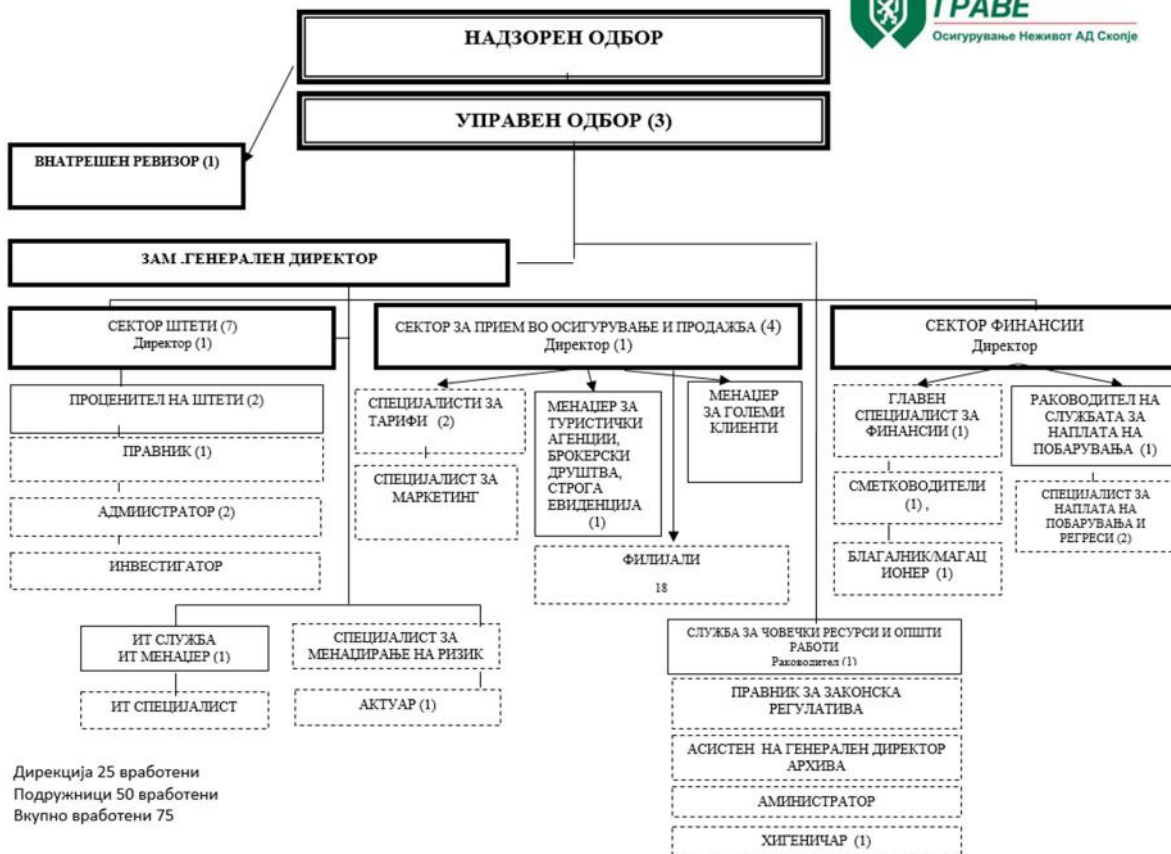 ГРАВЕ
Осигурување Неживот АД Скопје
НАДЗОРЕН ОДБОР
УПРАВЕН ОДБОР (3)
ВНАТРЕШЕН РЕВИЗОР (1)
ЗАМ .ГЕНЕРАЛЕН ДИРЕКТОР
СЕКТОР ШТЕТИ (7)
Директор (1)
ПРОЦЕНИТЕЛ НА ШТЕТИ (2)
ПРАВНИК (1)
АДМИИСТРАТОР (2)
ИНВЕСТИГАТОР
СЕКТОР ЗА ПРИЕМ ВО ОСИГУРУВАЊЕ И ПРОДАЖБА (4)
Директор (1)
СПЕЦИЈАЛИСТИ ЗА
ТАРИФИ (2)
СПЕЦИЈАЛИСТ ЗА
МАРКЕТИНГ
МЕНАЏЕР ЗА
ТУРИСТИЧКИ
АГЕНЦИИ,
БРОКЕРСКИ
ДРУШТВА,
СТРОГА
ЕВИДЕНЦИЈА
(1)
МЕНАЏЕР
ЗА ГОЛЕМИ
КЛИЕНТИ
ФИЛИЈАЛИ
18
СЕКТОР ФИНАНСИИ
Директор
ГЛАВЕН
СПЕЦИЈАЛИСТ ЗА
ФИНАНСИИ (1)
СМЕТКОВОДИТЕЛИ
(1) ,
БЛАГАЈНИК/МАГАЦ
ИОНЕР (1)
РАКОВОДИТЕЛ НА
СЛУЖБАТА ЗА
НАПЛАТА НА
ПОБАРУВАЊА (1)
СПЕЦИЈАЛИСТ ЗА
НАПЛАТА НА
ПОБАРУВАЊА И
РЕГРЕСИ (2)
ИТ СЛУЖБА
ИТ МЕНАЏЕР (1)
ИТ СПЕЦИЈАЛИСТ
СПЕЦИЈАЛИСТ ЗА
МЕНАЏИРАЊЕ НА РИЗИК
АКТУАР (1)
СЛУЖБА ЗА ЧОВЕЧКИ РЕСУРСИ И ОПШТИ
РАБОТИ
Раководител (1)
ПРАВНИК ЗА ЗАКОНСКА
РЕГУЛАТИВА
АСИСТЕН НА ГЕНЕРАЛЕН ДИРЕКТОР
АРХИВА
АМИНИСТРАТОР
ХИГЕНИЧАР (1)
Дирекција 25 вработени
Подружници 50 вработени
Вкупно вработени 75